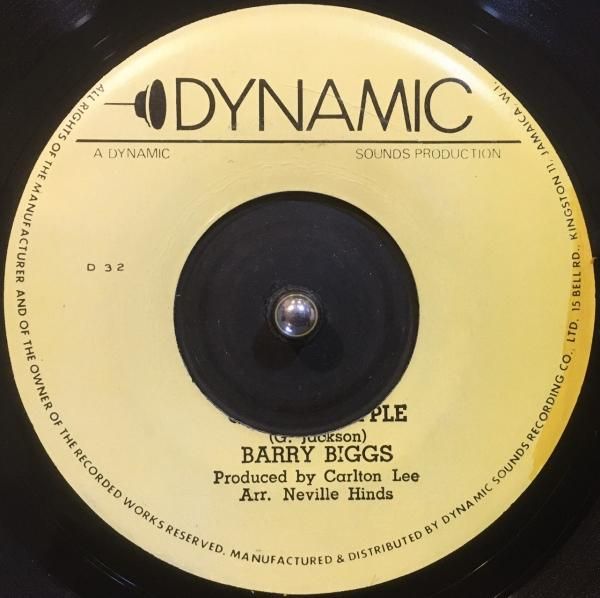 DYNAMIC
A DYNAMIC SOUNDS PRODUCTION
D 32
PLE
(G. Jackson)
BARRY BIGGS
Produced by Carlton Lee
Arr. Neville Hinds
ALL RIGHTS OF THE MANUFACTURER AND OF THE OWNER OF THE RECORDED WORKS RESERVED. MANUFACTURED & DISTRIBUTED BY DYNAMIC SOUNDS RECORDING CO., LTD. 15 BELL RD., KINGSTON 11, JAMAICA, W.I.